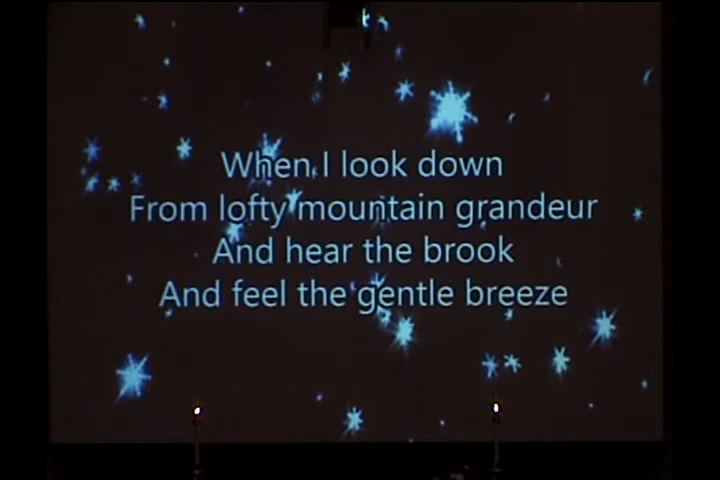 When I look down
From lofty mountain grandeur
And hear the brook
And feel the gentle breeze